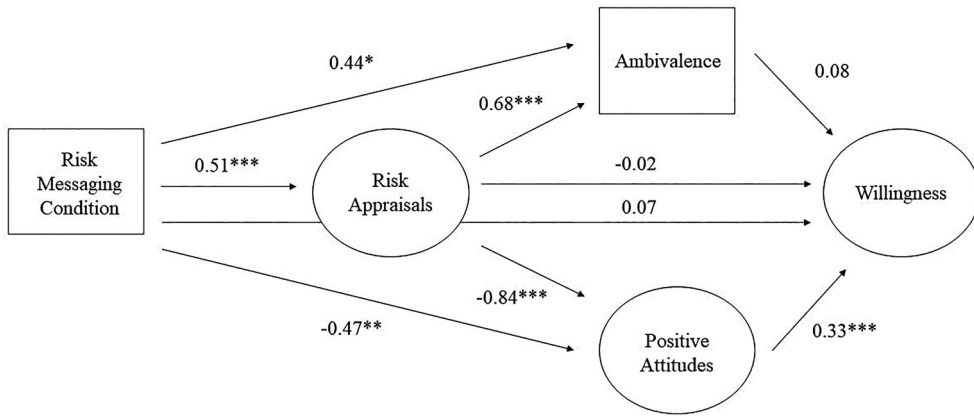 Ambivalence
0.44*
0.08
0.68***
Risk
Messaging
Condition
0.51***
Risk
Appraisals
-0.02
0.07
Willingness
-0.84***
-0.47**
Positive
Attitudes
0.33***